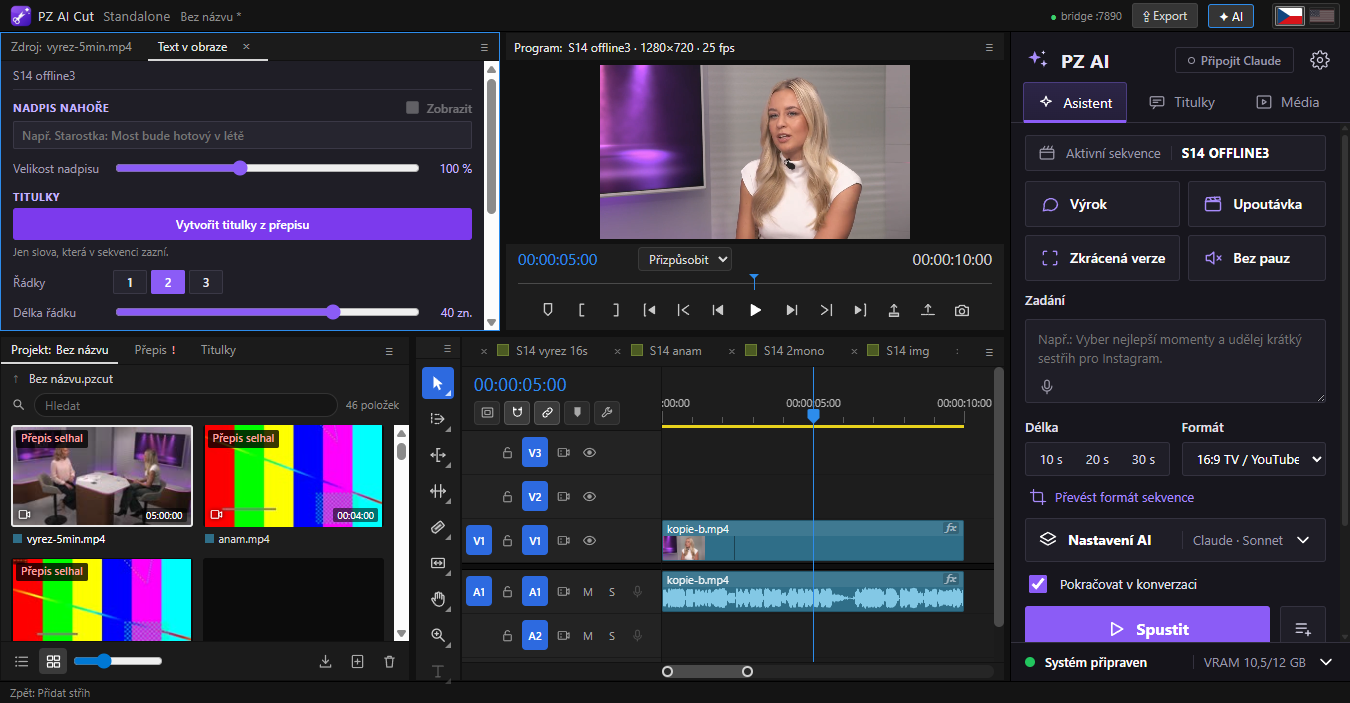 PZ AI Cut Standalone Bez názvu *
bridge :7890 Export AI
Zdroj: vyrez-5min.mp4 Text v obraze ×
S14 offline3
NADPIS NAHOŘE Zobrazit
Např. Starostka: Most bude hotový v létě
Velikost nadpisu 100 %
TITULKY
Vytvořit titulky z přepisu
Jen slova, která v sekvenci zazní.
Řádky 1 2 3
Délka řádku 40 zn.
Program: S14 offline3 · 1280×720 · 25 fps
00:00:05:00 Přizpůsobit 00:00:10:00
Projekt: Bez názvu Přepis ! Titulky
↑ Bez názvu.pzcut
Hledat 46 položek
Přepis selhal
05:00:00
vyrez-5min.mp4
Přepis selhal
00:04:00
anam.mp4
Přepis selhal
× S14 vyrez 16s × S14 anam × S14 2mono × S14 img
00:00:05:00
:00:00 00:00:05:00 00:00:10:00
V3
V2
V1 V1
kopie-b.mp4 fx
A1 A1 M S
kopie-b.mp4 fx
A2 M S
PZ AI Připojit Claude
Asistent Titulky Média
Aktivní sekvence S14 OFFLINE3
Výrok Upoutávka
Zkrácená verze Bez pauz
Zadání
Např.: Vyber nejlepší momenty a udělej krátký
sestřih pro Instagram.
Délka Formát
10 s 20 s 30 s 16:9 TV / YouTube
Převést formát sekvence
Nastavení AI Claude · Sonnet
Pokračovat v konverzaci
Spustit
Systém připraven VRAM 10,5/12 GB
Zpět: Přidat střih